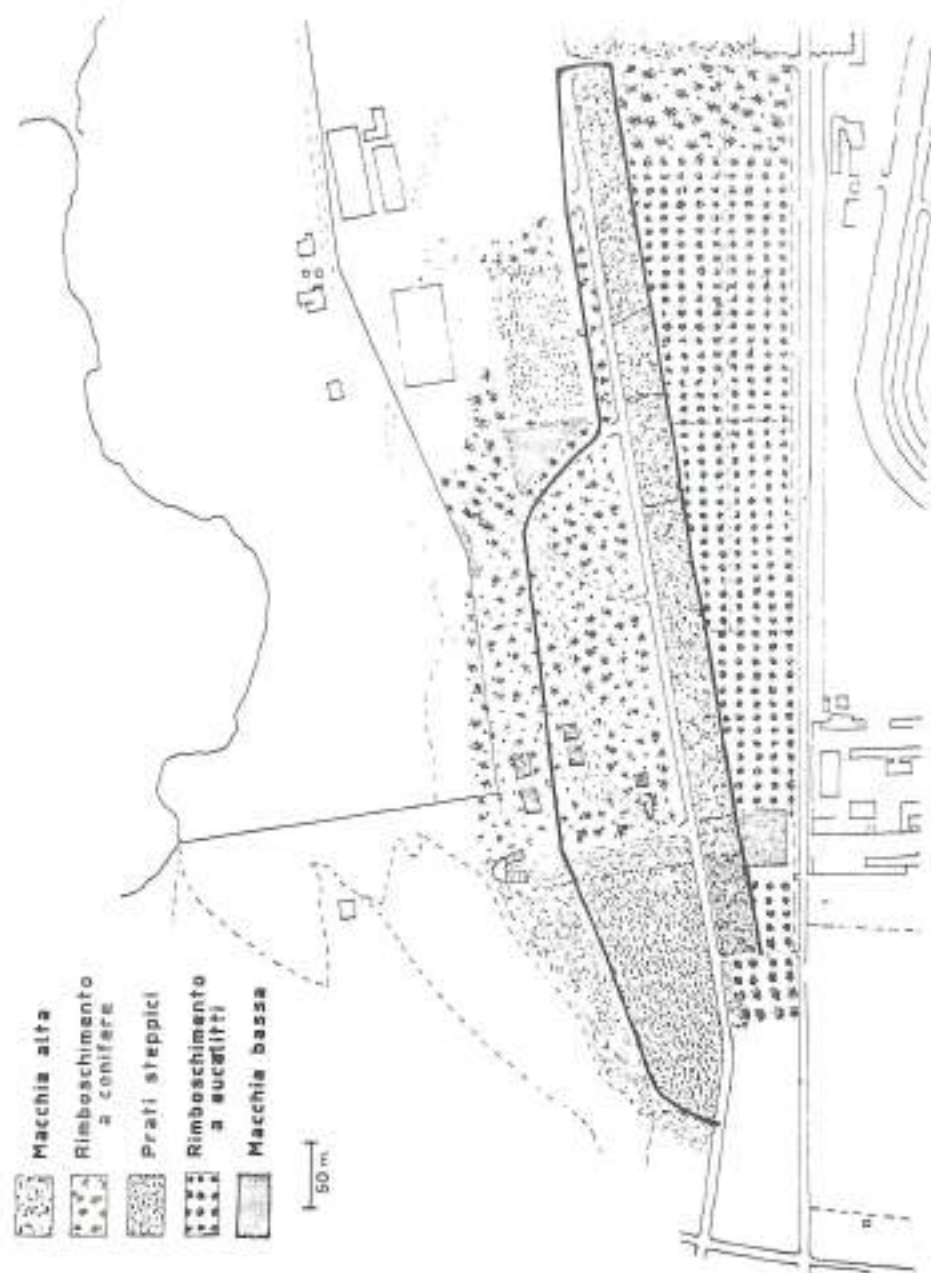 Macchia alta
Rimboschimento
a conifere
Prati steppici
Rimboschimento
a eucalitti
Macchia bassa
50 m.